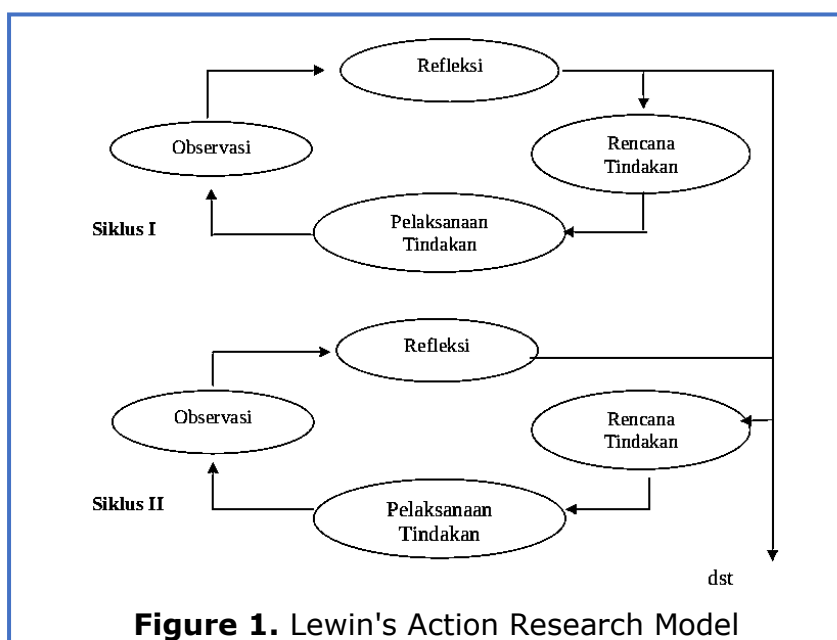 Refleksi
Observasi
Rencana
Tindakan
Siklus I
Pelaksanaan
Tindakan
Refleksi
Observasi
Rencana
Tindakan
Siklus II
Pelaksanaan
Tindakan
dst
Figure 1. Lewin's Action Research Model